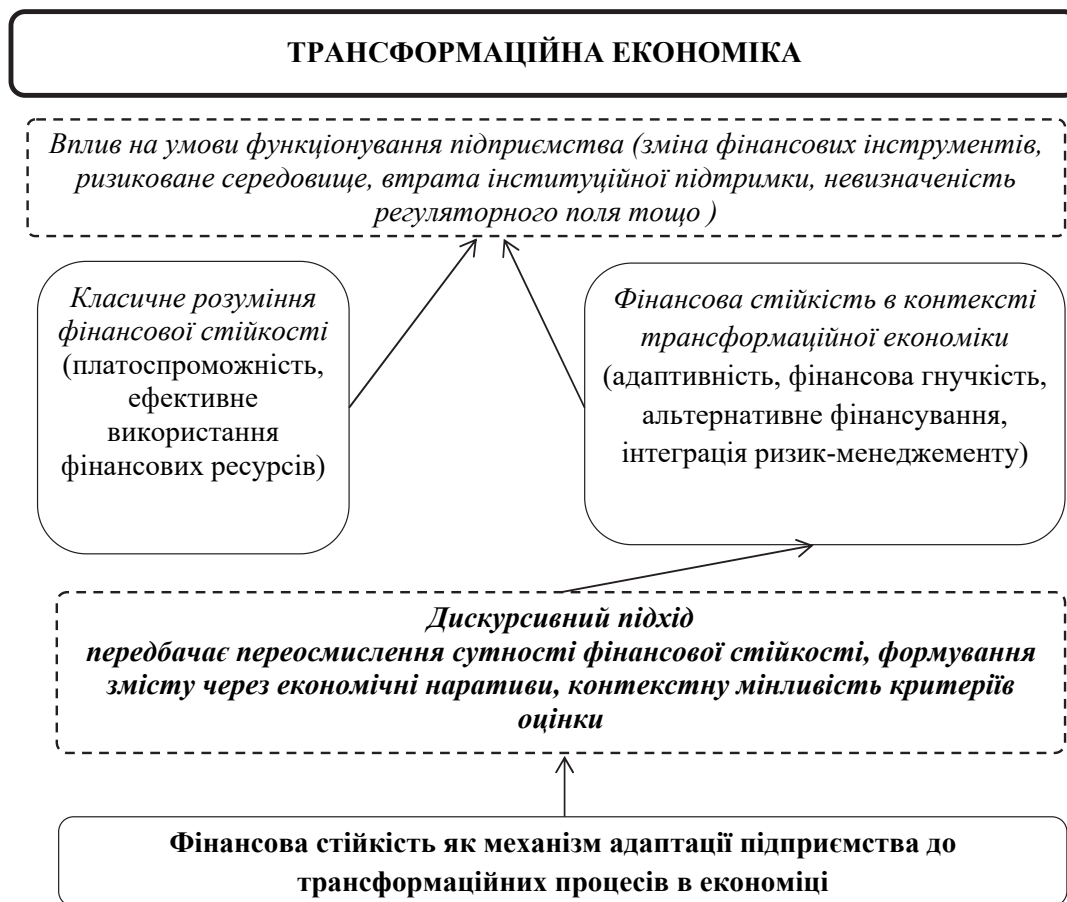 ТРАНСФОРМАЦІЙНА ЕКОНОМІКА
Вплив на умови функціонування підприємства (зміна фінансових інструментів,
ризиковане середовище, втрата інституційної підтримки, невизначеність
регуляторного поля тощо )
Класичне розуміння
фінансової стійкості
(платоспроможність,
ефективне
використання
фінансових ресурсів)
Фінансова стійкість в контексті
трансформаційної економіки
(адаптивність, фінансова гнучкість,
альтернативне фінансування,
інтеграція ризик-менеджементу)
Дискурсивний підхід
передбачає переосмислення сутності фінансової стійкості, формування
змісту через економічні наративи, контекстну мінливість критеріїв
оцінки
Фінансова стійкість як механізм адаптації підприємства до
трансформаційних процесів в економіці